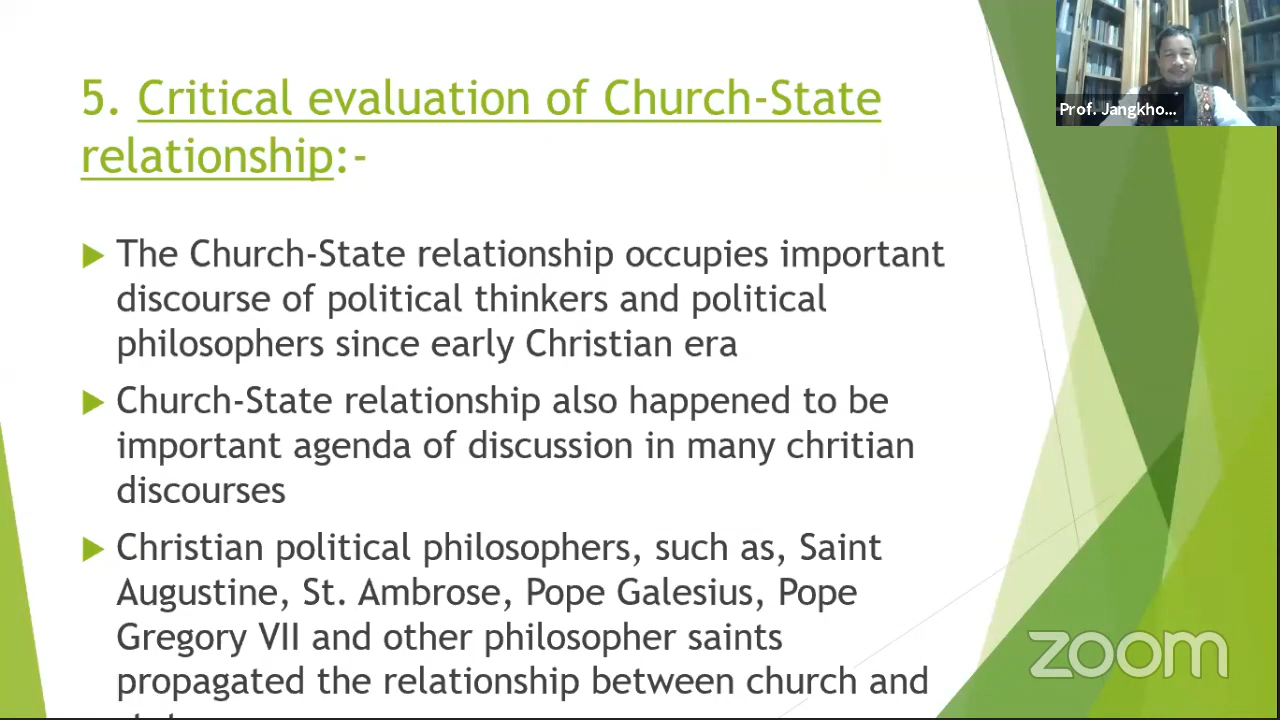 5. Critical evaluation of Church-State
relationship:-
Prof. Jangkho...
The Church-State relationship occupies important
discourse of political thinkers and political
philosophers since early Christian era
Church-State relationship also happened to be
important agenda of discussion in many chritian
discourses
Christian political philosophers, such as, Saint
Augustine, St. Ambrose, Pope Galesius, Pope
Gregory VII and other philosopher saints
propagated the relationship between church and
zoom